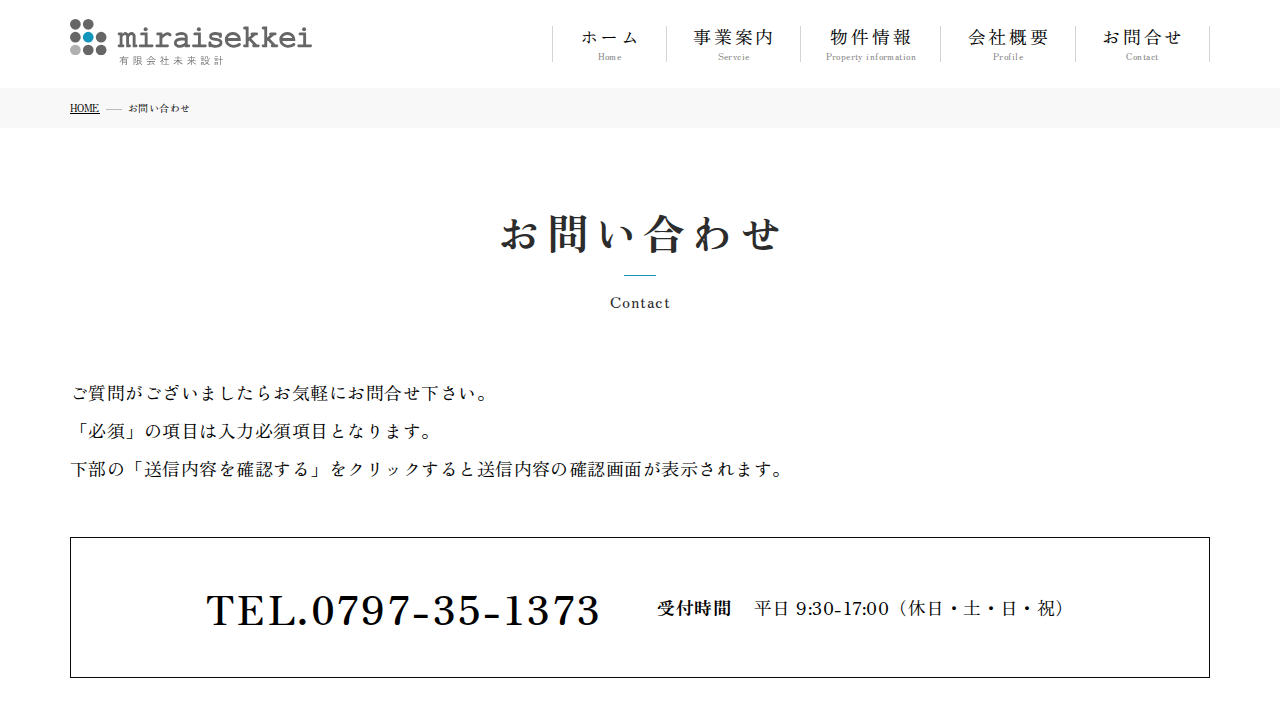 miraisekkei
有限会社未来設計
ホーム
Home
事業案内
Servcie
物件情報
Property information
会社概要
Profile
お問合せ
Contact
HOME — お問い合わせ
お問い合わせ
Contact
ご質問がございましたらお気軽にお問合せ下さい。
「必須」の項目は入力必須項目となります。
下部の「送信内容を確認する」をクリックすると送信内容の確認画面が表示されます。
TEL.0797-35-1373
受付時間 平日 9:30-17:00（休日・土・日・祝）